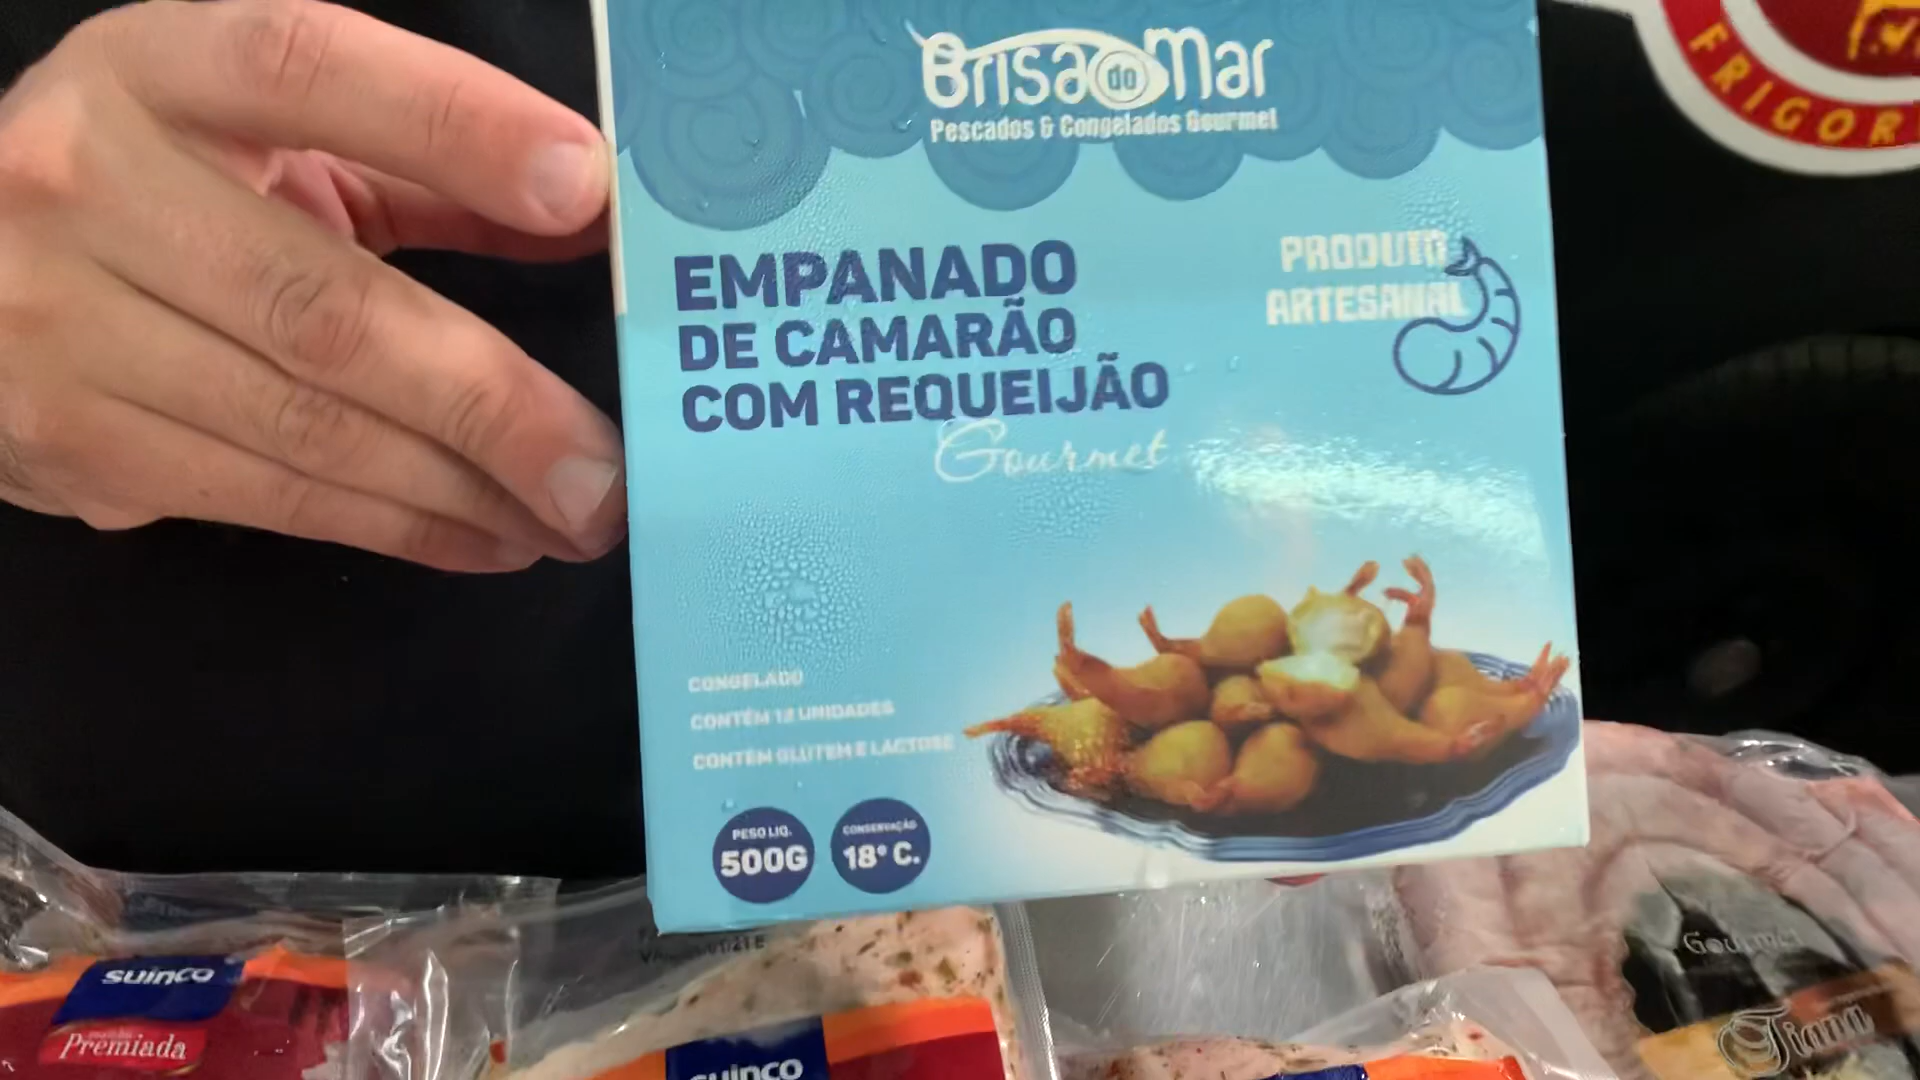 Brisa do Mar
Pescados & Congelados Gourmet
FRIGOR
PRODUTO
ARTESANAL
EMPANADO
DE CAMARÃO
COM REQUEIJÃO
Gourmet
CONGELADO
CONTÉM 12 UNIDADES
CONTÉM GLÚTEM E LACTOSE
PESO LIQ.
500G
CONSERVAÇÃO
18° C.
suinco
Premiada
suinco
Gourmet
Tiana